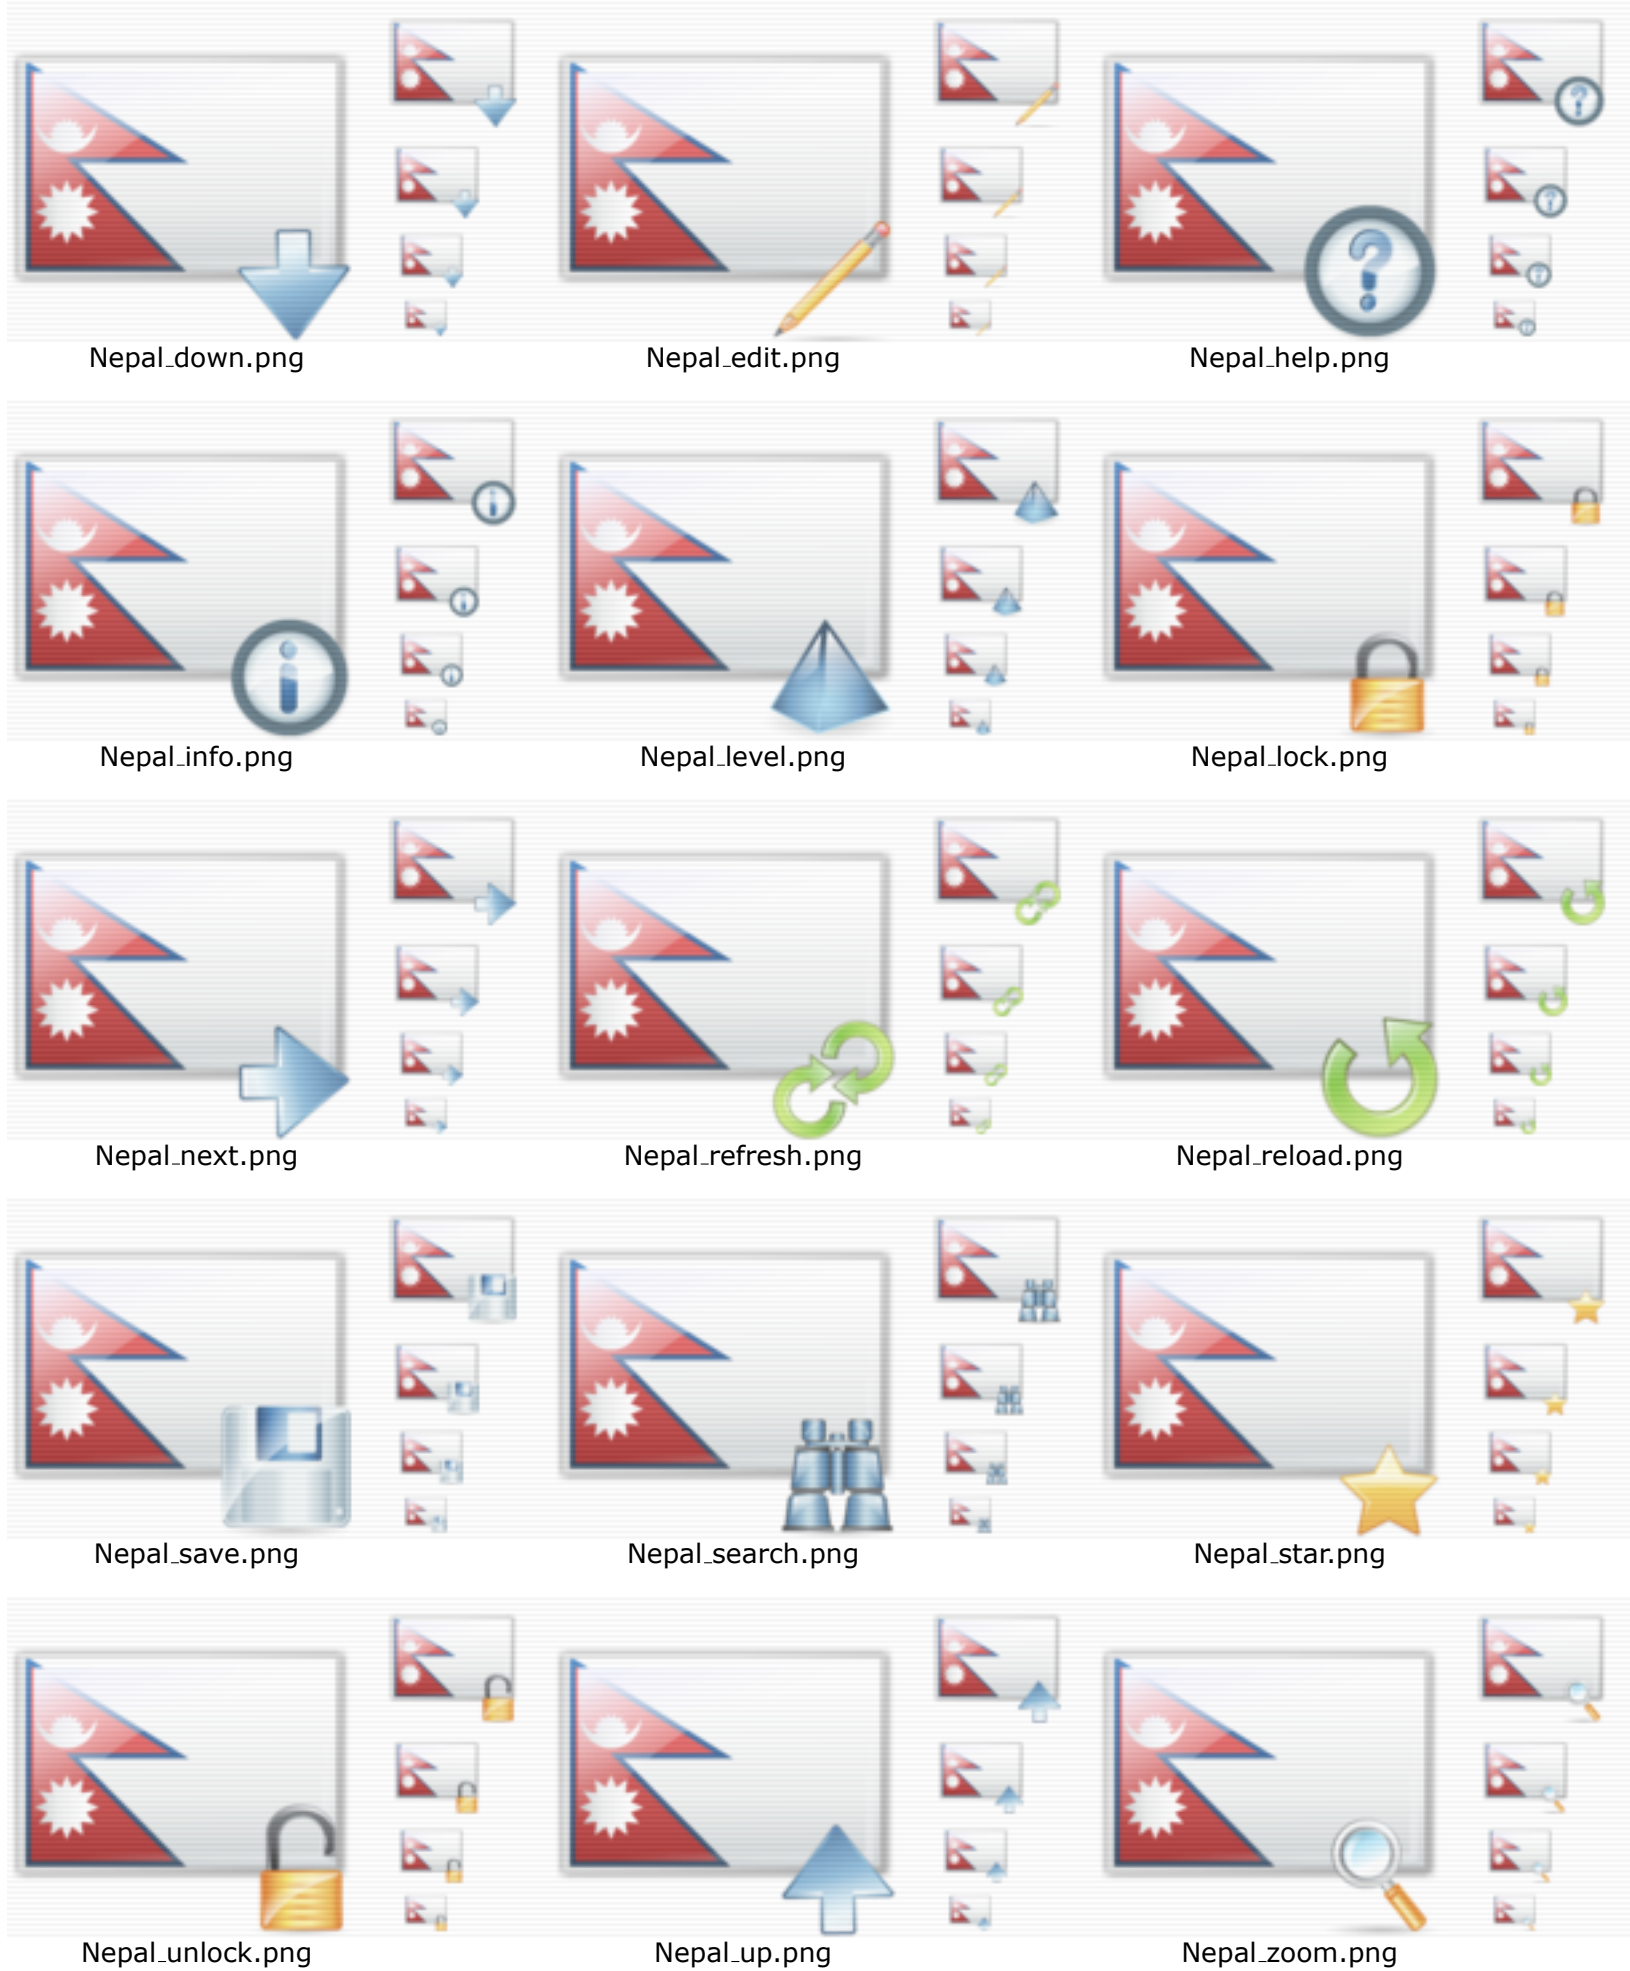 Nepal_down.png
Nepal_edit.png
Nepal_help.png
Nepal_info.png
Nepal_level.png
Nepal_lock.png
Nepal_next.png
Nepal_refresh.png
Nepal_reload.png
Nepal_save.png
Nepal_search.png
Nepal_star.png
Nepal_unlock.png
Nepal_up.png
Nepal_zoom.png